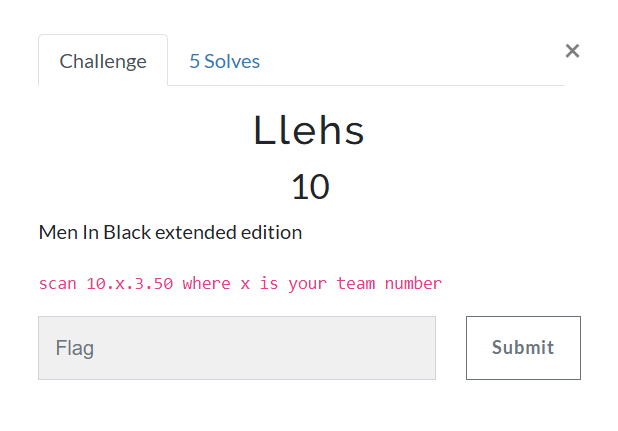 Challenge
5 Solves
×
Llehs
10
Men In Black extended edition
scan 10.x.3.50 where x is your team number
Flag
Submit